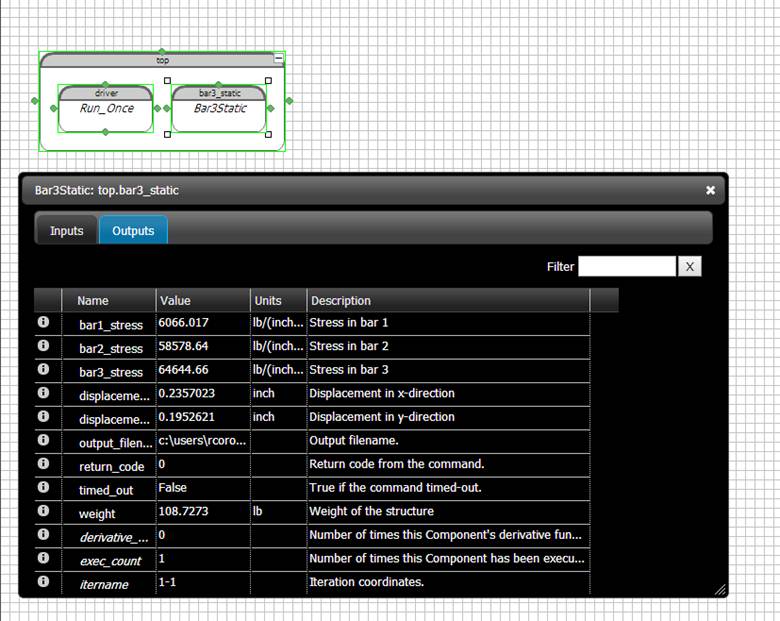 top
driver
bar3_static
Run_Once
Bar3Static
Bar3Static: top.bar3_static
Inputs
Outputs
Filter
X
Name Value Units Description
bar1_stress 6066.017 lb/(inch... Stress in bar 1
bar2_stress 58578.64 lb/(inch... Stress in bar 2
bar3_stress 64644.66 lb/(inch... Stress in bar 3
displaceme... 0.2357023 inch Displacement in x-direction
displaceme... 0.1952621 inch Displacement in y-direction
output_filen... c:\users\rcoro... Output filename.
return_code 0 Return code from the command.
timed_out False True if the command timed-out.
weight 108.7273 lb Weight of the structure
derivative_... 0 Number of times this Component's derivative fun...
exec_count 1 Number of times this Component has been execu...
itername 1-1 Iteration coordinates.